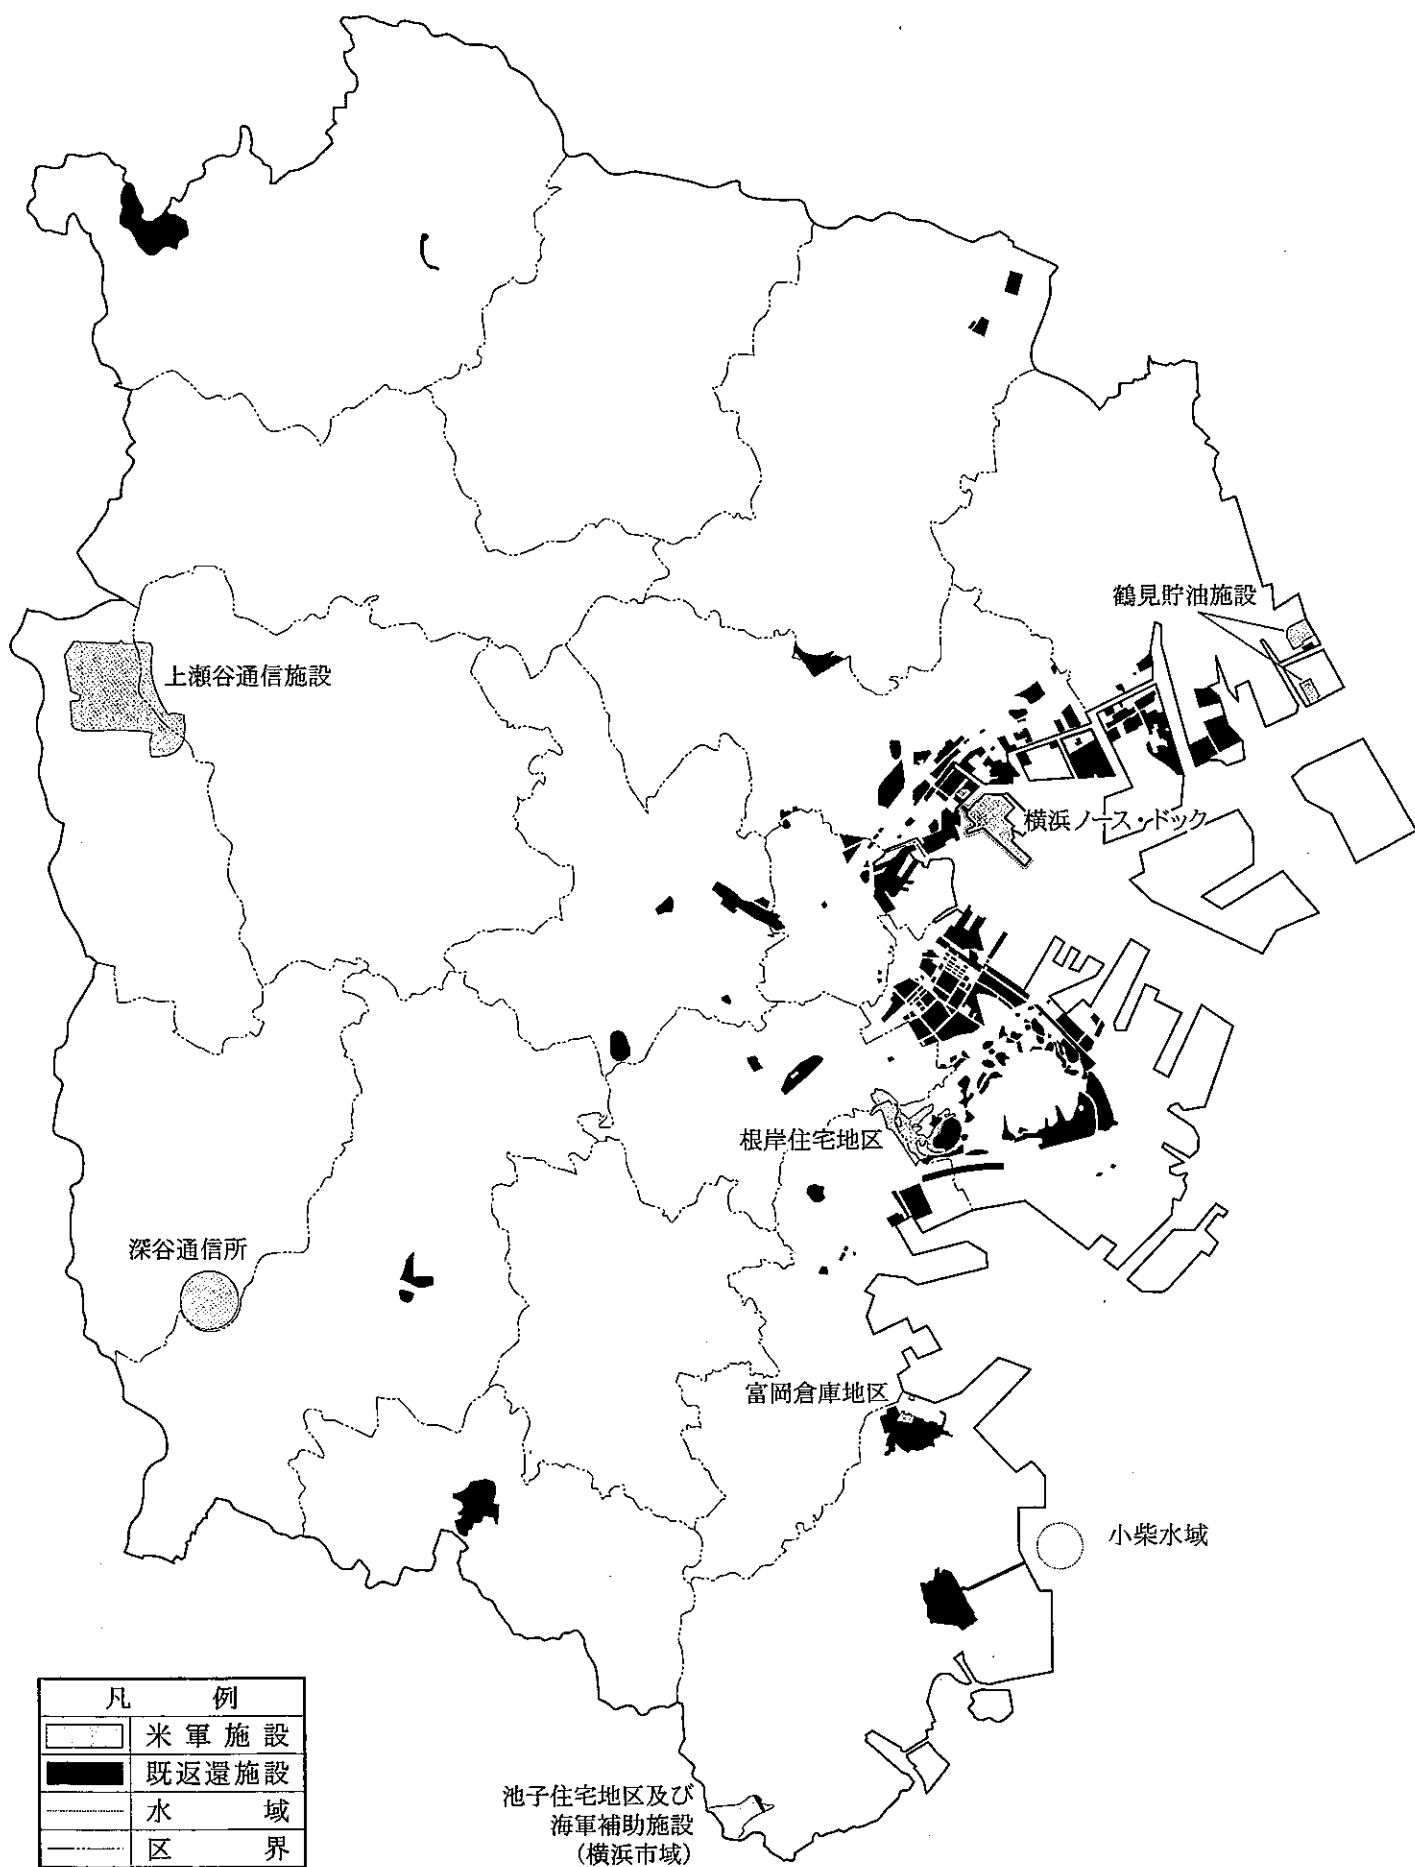 鶴見貯油施設
上瀬谷通信施設
横浜ノース・ドック
根岸住宅地区
深谷通信所
富岡倉庫地区
小柴水域
凡例
米軍施設
既返還施設
水域
区界
池子住宅地区及び
海軍補助施設
(横浜市域)